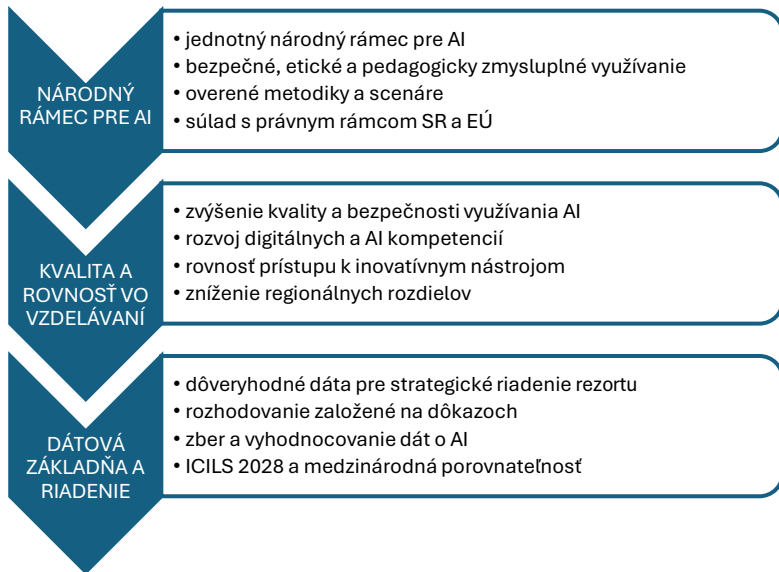 NÁRODNÝ
RÁMEC PRE AI
• jednotný národný rámec pre AI
• bezpečné, etické a pedagogicky zmysluplné využívanie
• overené metodiky a scenáre
• súlad s právnym rámcom SR a EÚ
KVALITA A
ROVNOSŤ VO
VZDELÁVANÍ
• zvýšenie kvality a bezpečnosti využívania AI
• rozvoj digitálnych a AI kompetencií
• rovnosť prístupu k inovatívnym nástrojom
• zníženie regionálnych rozdielov
DÁTOVÁ
ZÁKLADŇA A
RIADENIE
• dôveryhodné dáta pre strategické riadenie rezortu
• rozhodovanie založené na dôkazoch
• zber a vyhodnocovanie dát o AI
• ICILS 2028 a medzinárodná porovnateľnosť